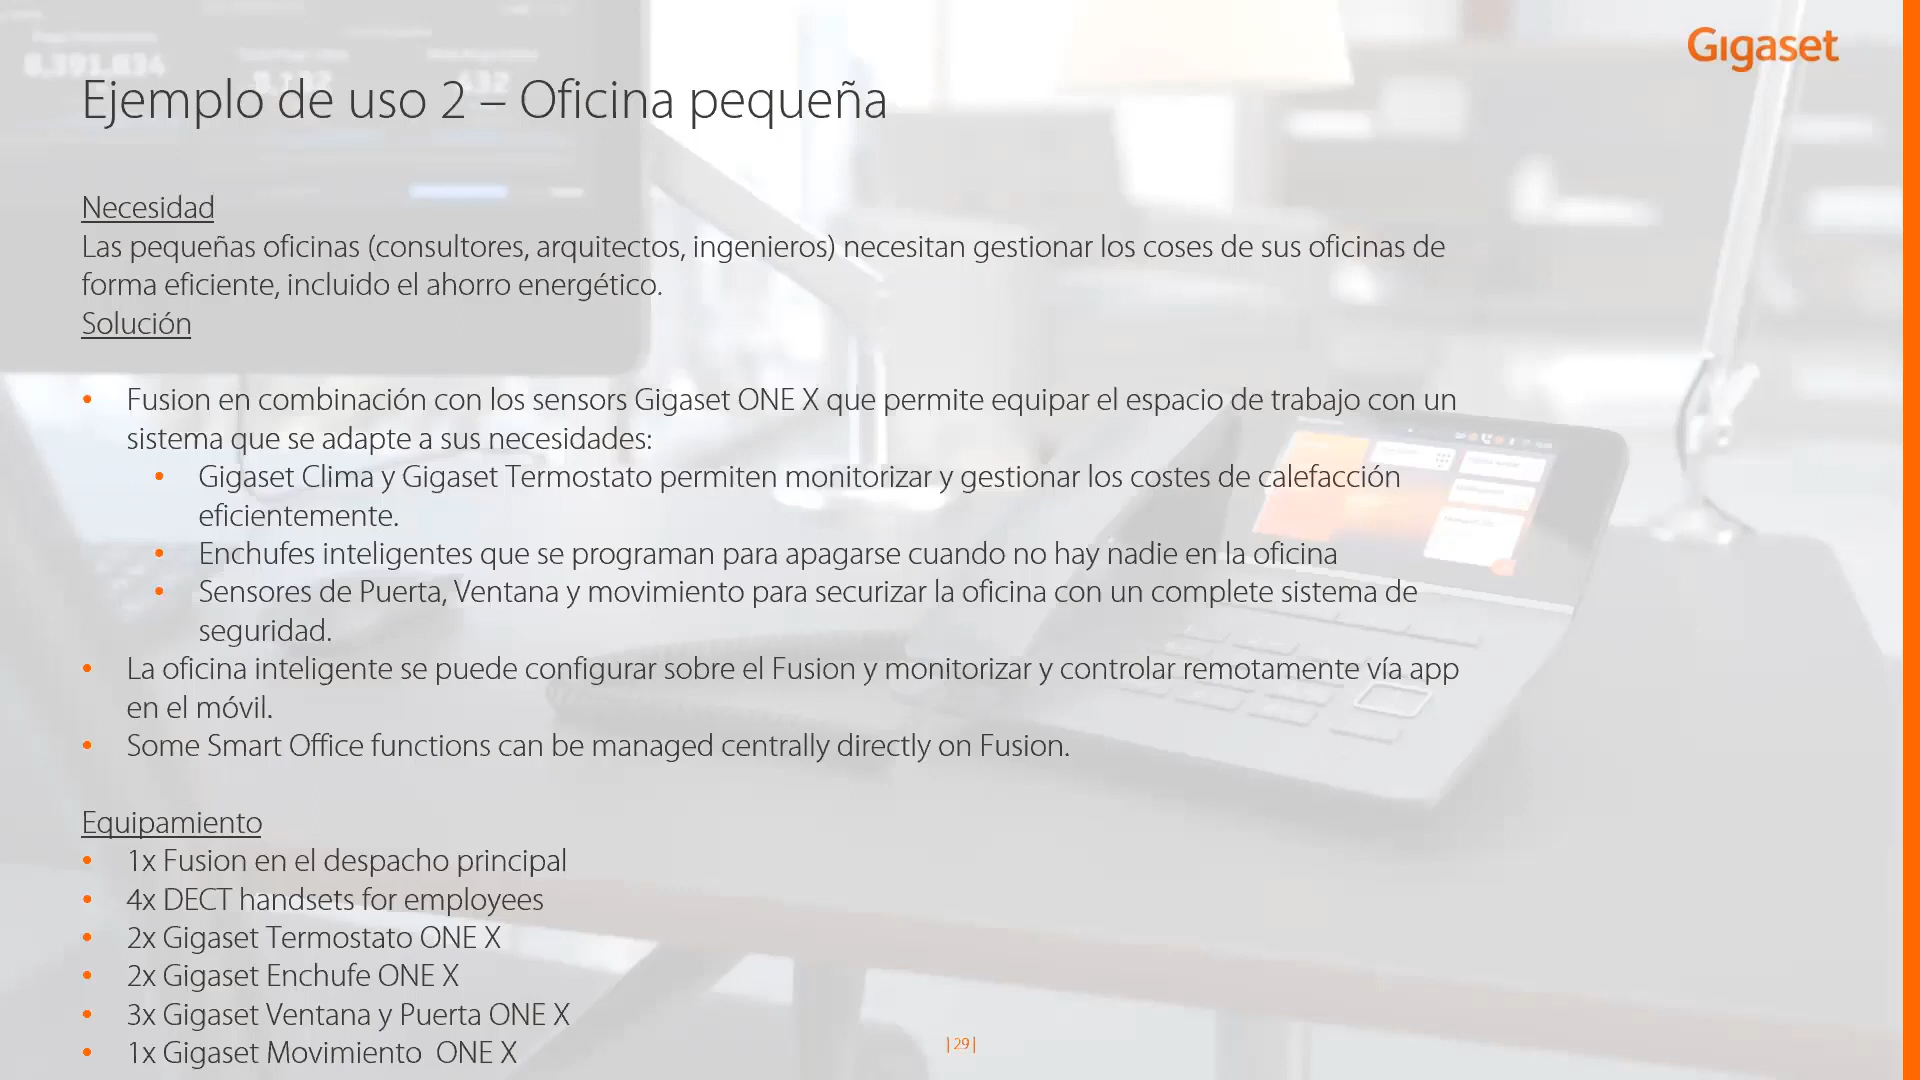 Gigaset
Ejemplo de uso 2 – Oficina pequeña
Necesidad
Las pequeñas oficinas (consultores, arquitectos, ingenieros) necesitan gestionar los coses de sus oficinas de
forma eficiente, incluido el ahorro energético.
Solución
• Fusion en combinación con los sensors Gigaset ONE X que permite equipar el espacio de trabajo con un
sistema que se adapte a sus necesidades:
• Gigaset Clima y Gigaset Termostato permiten monitorizar y gestionar los costes de calefacción
eficientemente.
• Enchufes inteligentes que se programan para apagarse cuando no hay nadie en la oficina
• Sensores de Puerta, Ventana y movimiento para securizar la oficina con un complete sistema de
seguridad.
• La oficina inteligente se puede configurar sobre el Fusion y monitorizar y controlar remotamente vía app
en el móvil.
• Some Smart Office functions can be managed centrally directly on Fusion.
Equipamiento
• 1x Fusion en el despacho principal
• 4x DECT handsets for employees
• 2x Gigaset Termostato ONE X
• 2x Gigaset Enchufe ONE X
• 3x Gigaset Ventana y Puerta ONE X
• 1x Gigaset Movimiento  ONE X
| 29 |